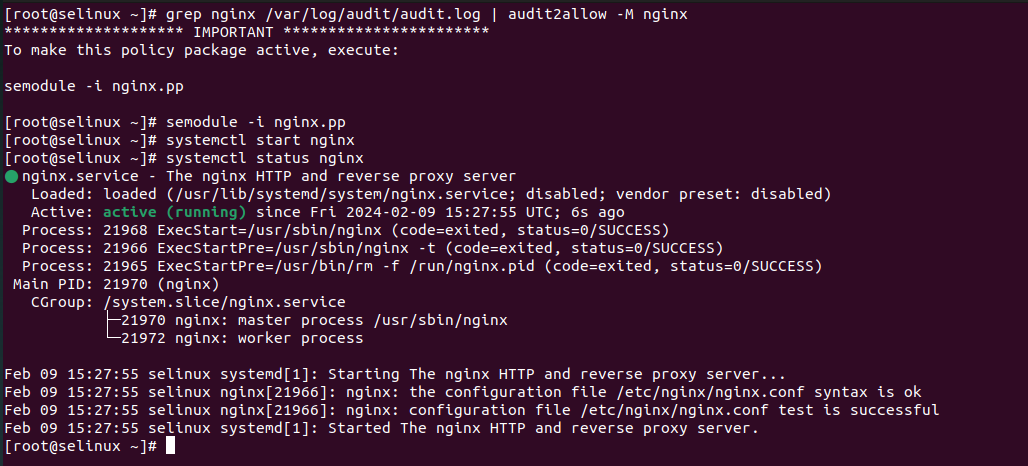 [root@selinux ~]# grep nginx /var/log/audit/audit.log | audit2allow -M nginx
******************** IMPORTANT ***********************
To make this policy package active, execute:
semodule -i nginx.pp
[root@selinux ~]# semodule -i nginx.pp
[root@selinux ~]# systemctl start nginx
[root@selinux ~]# systemctl status nginx
● nginx.service - The nginx HTTP and reverse proxy server
Loaded: loaded (/usr/lib/systemd/system/nginx.service; disabled; vendor preset: disabled)
Active: active (running) since Fri 2024-02-09 15:27:55 UTC; 6s ago
Process: 21968 ExecStart=/usr/sbin/nginx (code=exited, status=0/SUCCESS)
Process: 21966 ExecStartPre=/usr/sbin/nginx -t (code=exited, status=0/SUCCESS)
Process: 21965 ExecStartPre=/usr/bin/rm -f /run/nginx.pid (code=exited, status=0/SUCCESS)
Main PID: 21970 (nginx)
CGroup: /system.slice/nginx.service
├─21970 nginx: master process /usr/sbin/nginx
└─21972 nginx: worker process
Feb 09 15:27:55 selinux systemd[1]: Starting The nginx HTTP and reverse proxy server...
Feb 09 15:27:55 selinux nginx[21966]: nginx: the configuration file /etc/nginx/nginx.conf syntax is ok
Feb 09 15:27:55 selinux nginx[21966]: nginx: configuration file /etc/nginx/nginx.conf test is successful
Feb 09 15:27:55 selinux systemd[1]: Started The nginx HTTP and reverse proxy server.
[root@selinux ~]#